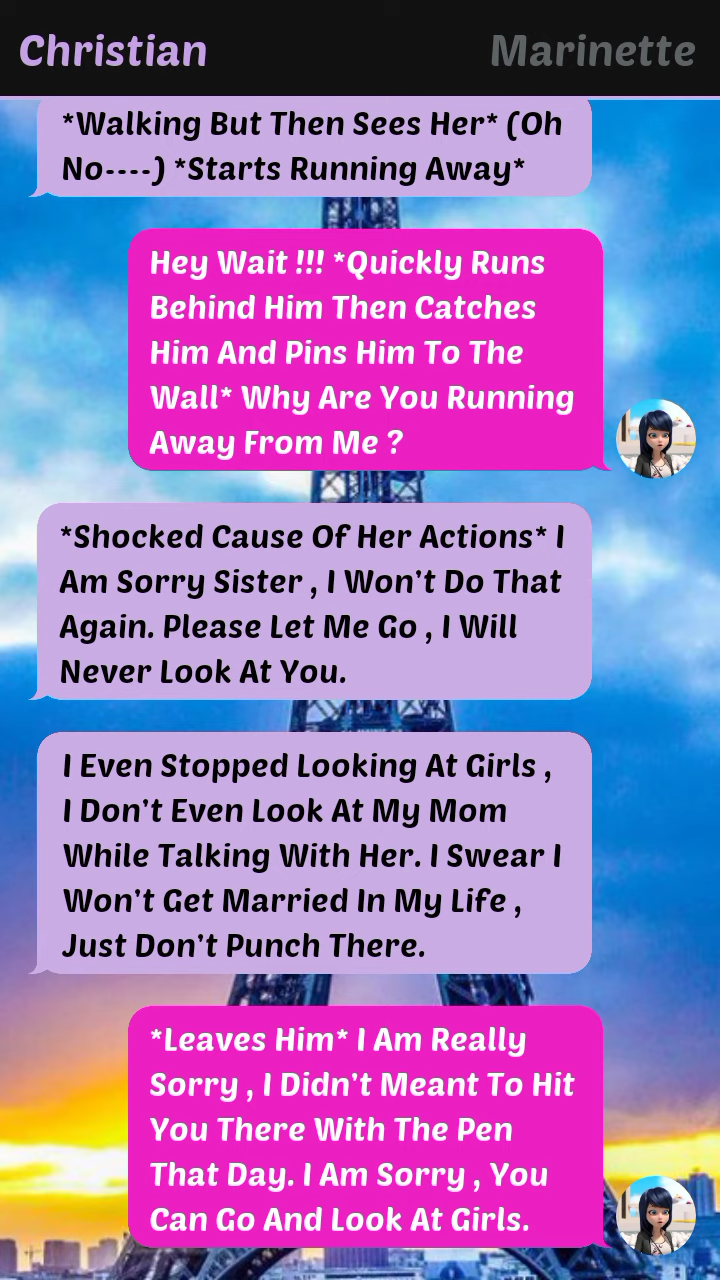 Christian
Marinette
*Walking But Then Sees Her* (Oh
No----) *Starts Running Away*
Hey Wait !!! *Quickly Runs
Behind Him Then Catches
Him And Pins Him To The
Wall* Why Are You Running
Away From Me ?
*Shocked Cause Of Her Actions* I
Am Sorry Sister , I Won't Do That
Again. Please Let Me Go , I Will
Never Look At You.
I Even Stopped Looking At Girls ,
I Don't Even Look At My Mom
While Talking With Her. I Swear I
Won't Get Married In My Life ,
Just Don't Punch There.
*Leaves Him* I Am Really
Sorry , I Didn't Meant To Hit
You There With The Pen
That Day. I Am Sorry , You
Can Go And Look At Girls.